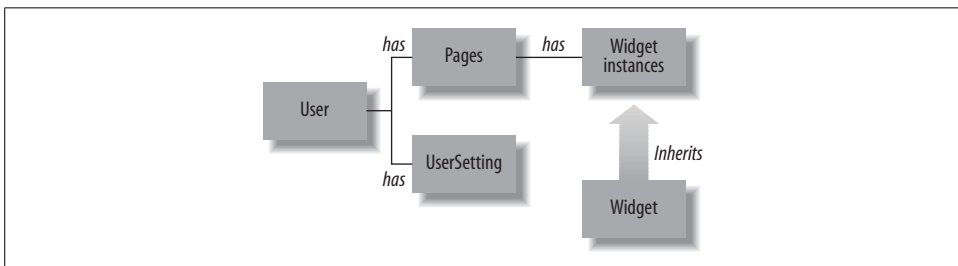 has
Pages
has
Widget
instances
User
has
UserSetting
Inherits
Widget